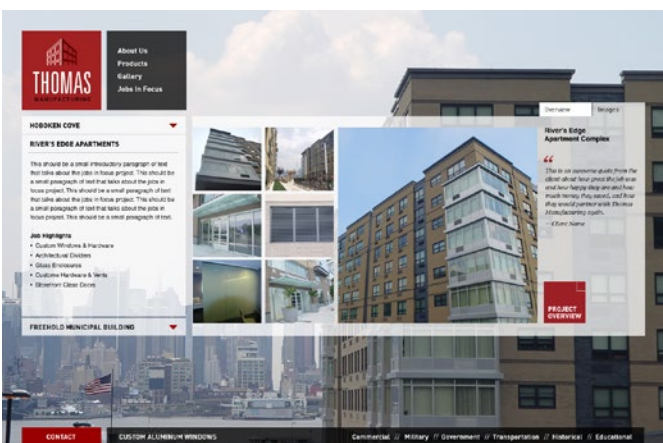 THOMAS
MANUFACTURING
About Us
Products
Gallery
Jobs In Focus
HOBOKEN COVE
RIVER'S EDGE APARTMENTS
This should be a small introductory paragraph of text
that talks about the jobs in focus project. This should be
a small paragraph of text that talks about the jobs in
focus project. This should be a small paragraph of text
that talks about the jobs in focus project. This should be
a small paragraph of text that talks about the jobs in
focus project. This should be a small paragraph of text.
Job Highlights
• Custom Windows & Hardware
• Architectural Dividers
• Glass Enclosures
• Custome Hardware & Vents
• Storefront Glass Doors
FREEHOLD MUNICIPAL BUILDING
Overview
Images
River's Edge
Apartment Complex
“
This is an awesome quote from the
client about how great the job was
and how happy they are and how
much money they saved, and how
they would partner with Thomas
Manufacturing again.
—Client Name
PROJECT
OVERVIEW
CONTACT
CUSTOM ALUMINUM WINDOWS
Commercial // Military // Government // Transportation // Historical // Educational